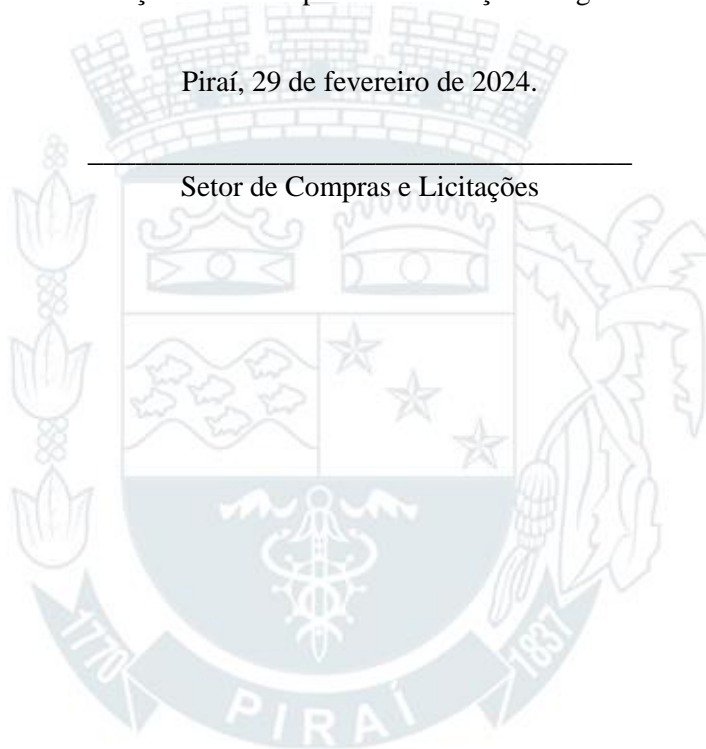 Piraí, 29 de fevereiro de 2024.
Setor de Compras e Licitações
1770
PIRAÍ
1837